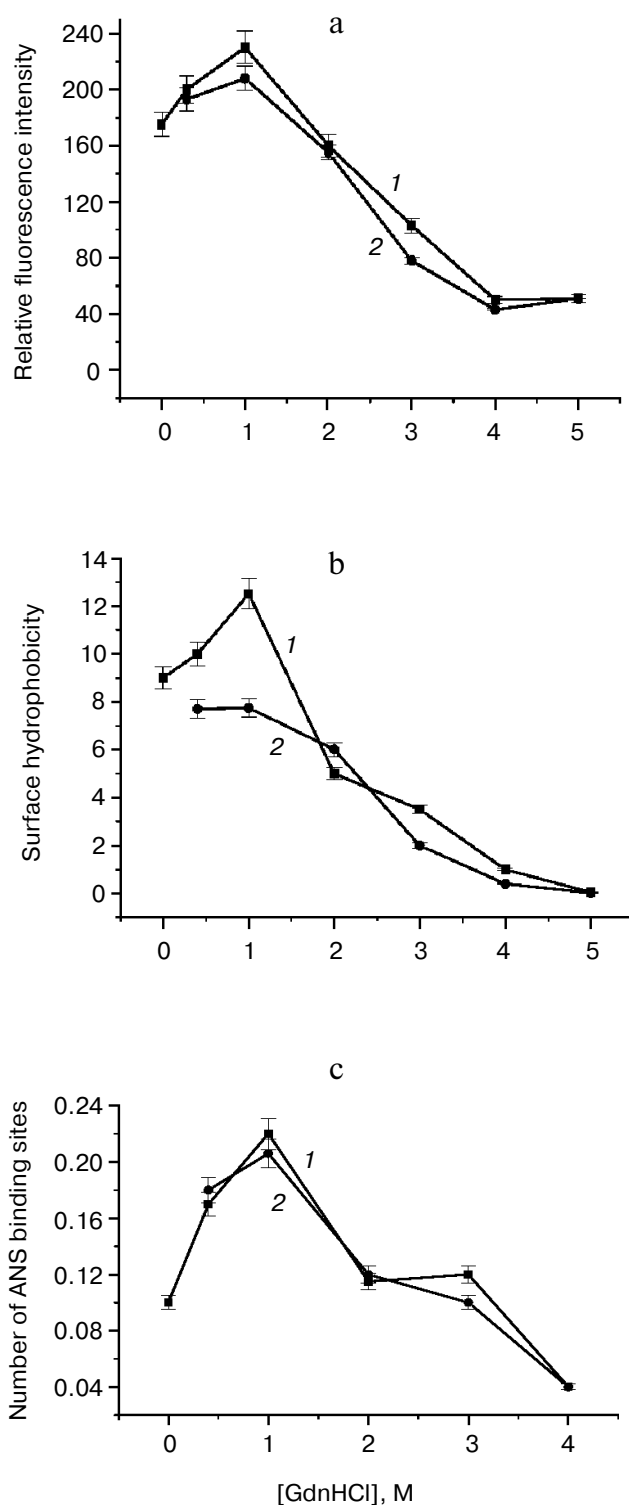 a
Relative fluorescence intensity
240
200
160
120
80
40
0
1
2
0 1 2 3 4 5
b
Surface hydrophobicity
14
12
10
8
6
4
2
0
1
2
0 1 2 3 4 5
c
Number of ANS binding sites
0.24
0.20
0.16
0.12
0.08
0.04
1
2
0 1 2 3 4
[GdnHCl], M